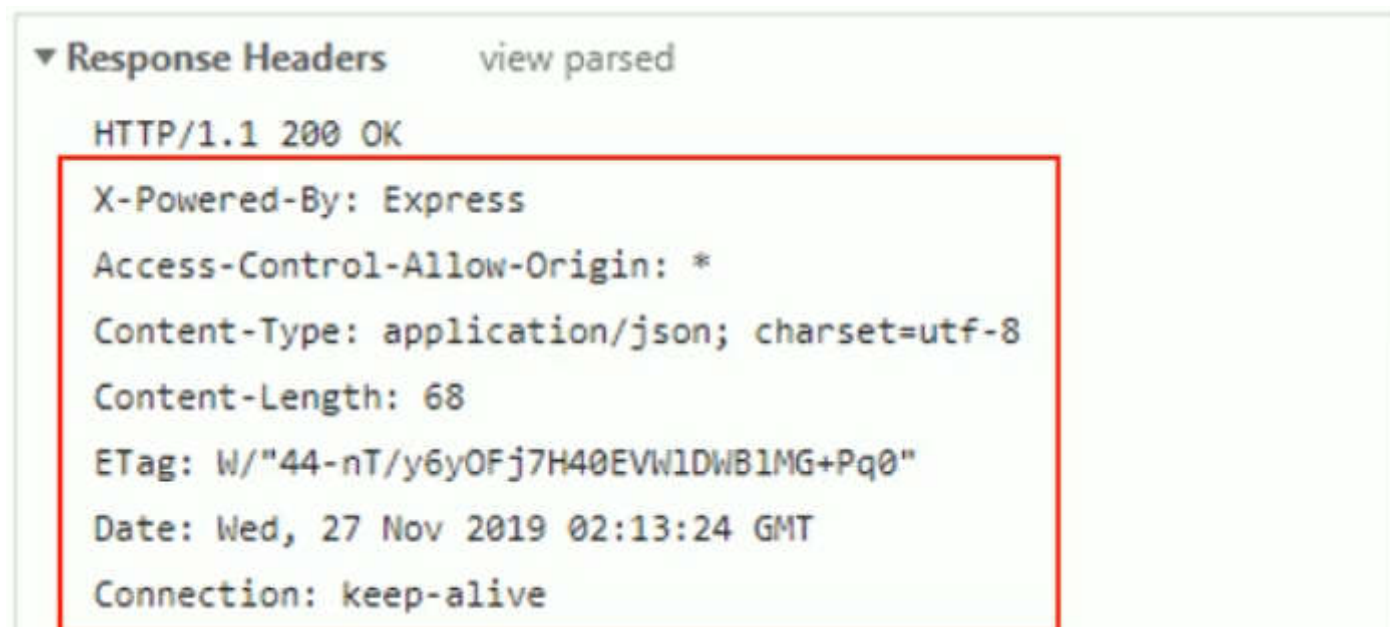 Response Headers view parsed
HTTP/1.1 200 OK
X-Powered-By: Express
Access-Control-Allow-Origin: *
Content-Type: application/json; charset=utf-8
Content-Length: 68
ETag: W/"44-nT/y6yOFj7H40EVWlDWBlMG+Pq0"
Date: Wed, 27 Nov 2019 02:13:24 GMT
Connection: keep-alive